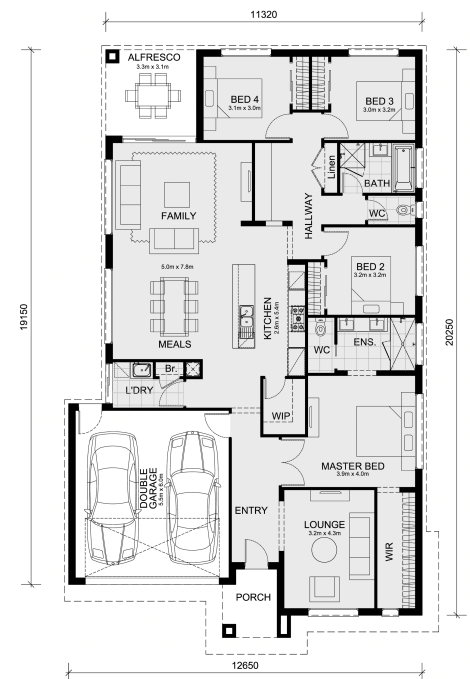 11320
ALFRESCO
3.3m x 3.1m
BED 4
3.1m x 3.0m
BED 3
3.0m x 3.2m
Linen
BATH
FAMILY
HALLWAY
WC
5.0m x 7.8m
BED 2
3.2m x 3.2m
19150
20250
KITCHEN
2.6m x 5.4m
MEALS
WC
ENS.
Br.
L'DRY
WIP
MASTER BED
3.9m x 4.0m
DOUBLE
GARAGE
5.5m x 6.0m
ENTRY
LOUNGE
3.2m x 4.3m
WIR
PORCH
12650